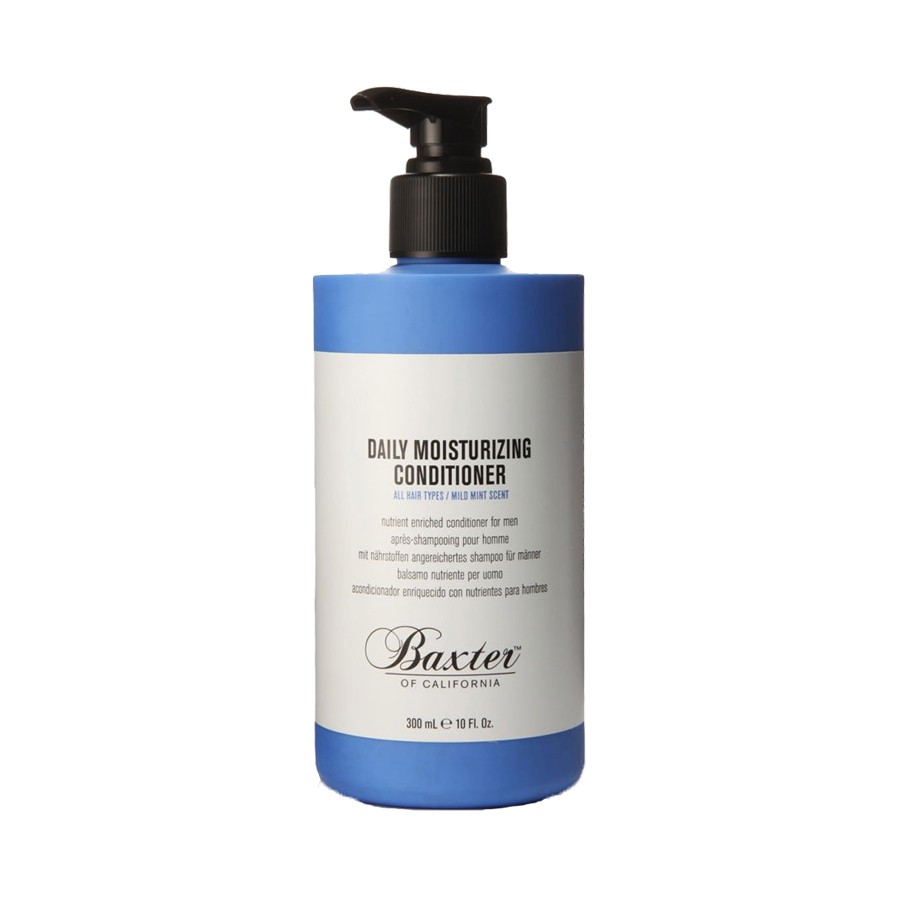 DAILY MOISTURIZING
CONDITIONER
ALL HAIR TYPES / MILD MINT SCENT
nutrient enriched conditioner for men
après-shampooing pour homme
mit nährstoffen angereichertes shampoo für männer
balsamo nutriente per uomo
acondicionador enriquecido con nutrientes para hombres
Baxter™
OF CALIFORNIA
300 mL ℮ 10 Fl. Oz.